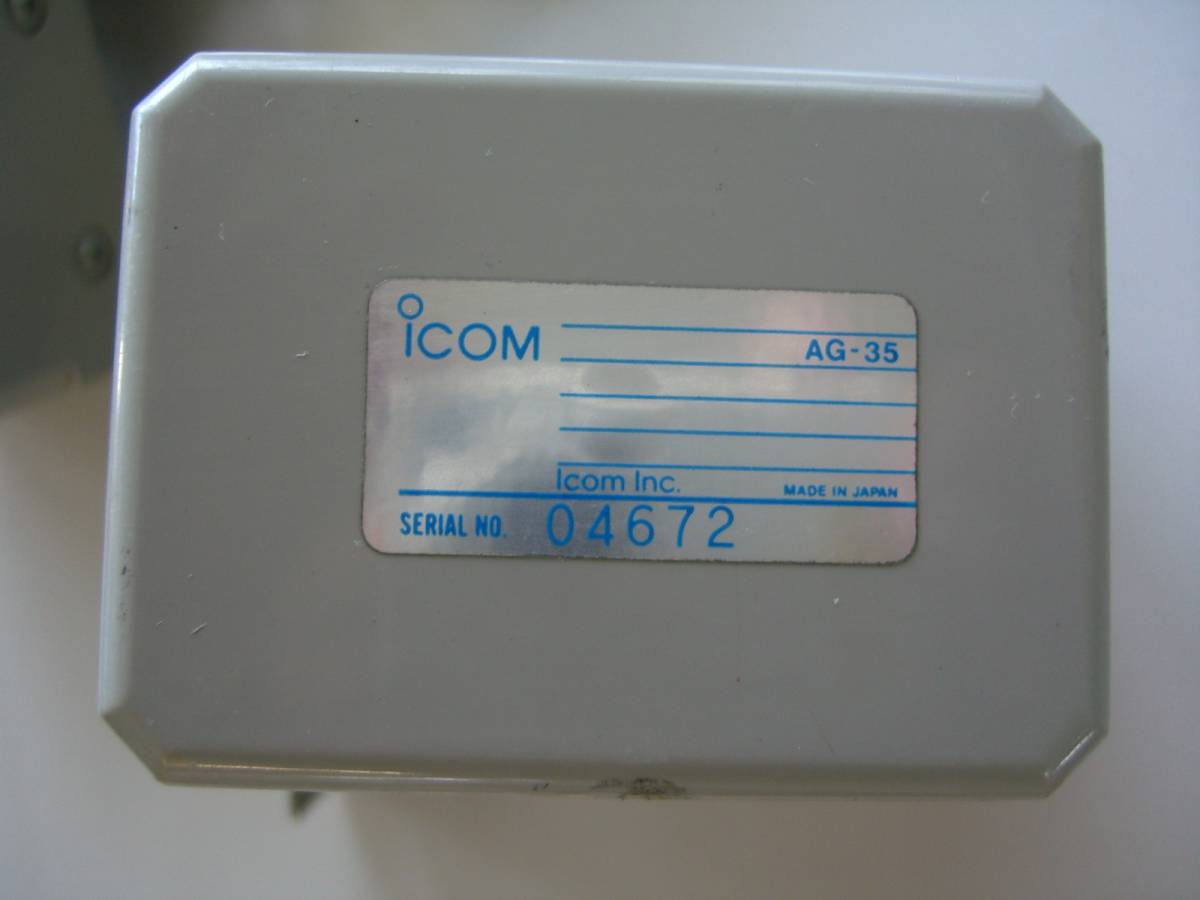 iCOM
AG-35
Icom Inc.
MADE IN JAPAN
SERIAL NO. 04672